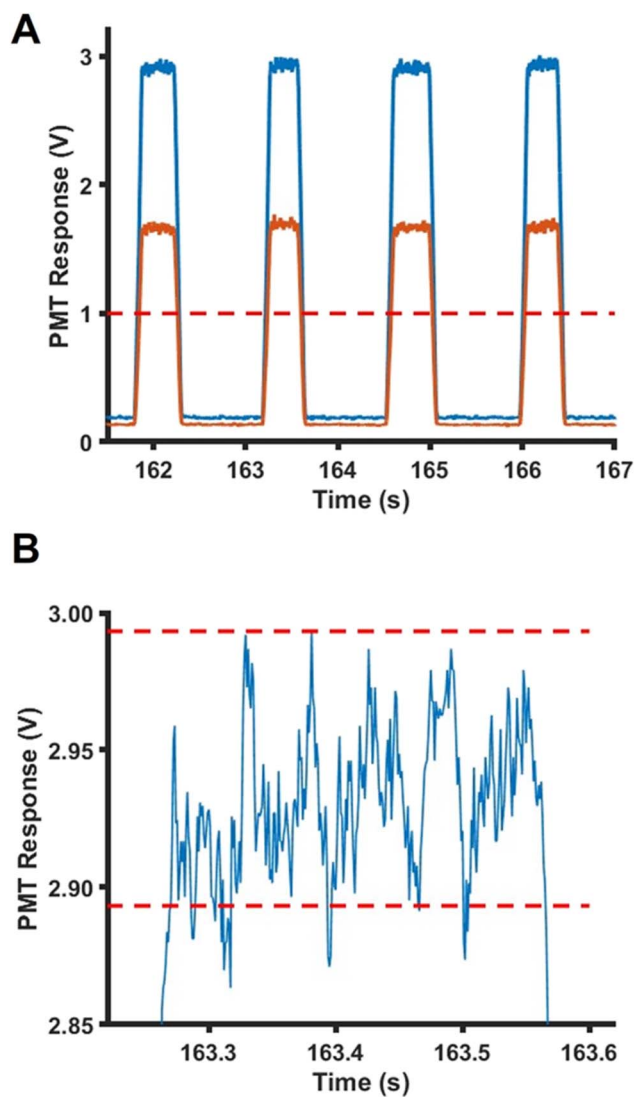 A
PMT Response (V)
3
2
1
0
162 163 164 165 166 167
Time (s)
B
PMT Response (V)
3.00
2.95
2.90
2.85
163.3 163.4 163.5 163.6
Time (s)